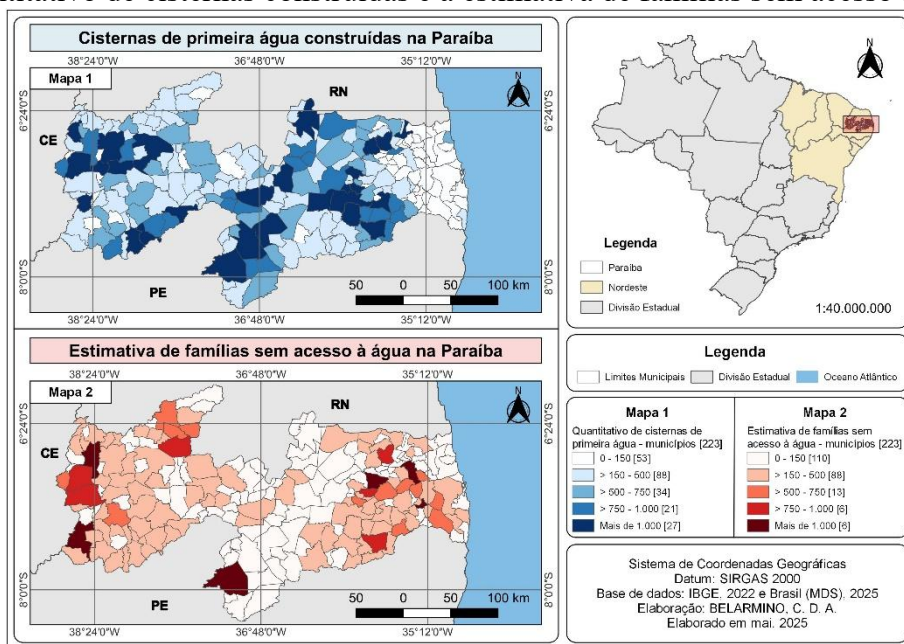 Cisternas de primeira água construídas na Paraíba
38°24'0"W 36°48'0"W 35°12'0"W
Mapa 1
RN
N
6°24'0"S
CE
6°24'0"S
8°0'0"S
8°0'0"S
PE
50 0 50 100 km
38°24'0"W 36°48'0"W 35°12'0"W
Estimativa de famílias sem acesso à água na Paraíba
38°24'0"W 36°48'0"W 35°12'0"W
Mapa 2
RN
N
6°24'0"S
CE
6°24'0"S
8°0'0"S
8°0'0"S
PE
50 0 50 100 km
38°24'0"W 36°48'0"W 35°12'0"W
N
Legenda
Paraíba
Nordeste
Divisão Estadual
1:40.000.000
Legenda
Limites Municipais Divisão Estadual Oceano Atlântico
Mapa 1
Quantitativo de cisternas de
primeira água - municípios [223]
0 - 150 [53]
> 150 - 500 [88]
> 500 - 750 [34]
> 750 - 1.000 [21]
Mais de 1.000 [27]
Mapa 2
Estimativa de famílias sem
acesso à água - municípios [223]
0 - 150 [110]
> 150 - 500 [88]
> 500 - 750 [13]
> 750 - 1.000 [6]
Mais de 1.000 [6]
Sistema de Coordenadas Geográficas
Datum: SIRGAS 2000
Base de dados: IBGE, 2022 e Brasil (MDS), 2025
Elaboração: BELARMINO, C. D. A.
Elaborado em mai. 2025